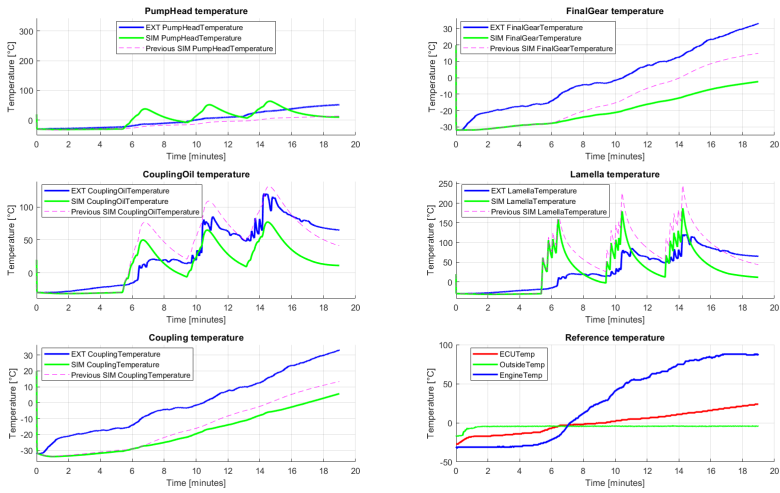 PumpHead temperature
Temperature [°C]
300
200
100
0
EXT PumpHeadTemperature
SIM PumpHeadTemperature
Previous SIM PumpHeadTemperature
0 2 4 6 8 10 12 14 16 18 20
Time [minutes]
FinalGear temperature
Temperature [°C]
30
20
10
0
-10
-20
-30
EXT FinalGearTemperature
SIM FinalGearTemperature
Previous SIM FinalGearTemperature
0 2 4 6 8 10 12 14 16 18 20
Time [minutes]
CouplingOil temperature
Temperature [°C]
100
50
0
EXT CouplingOilTemperature
SIM CouplingOilTemperature
Previous SIM CouplingOilTemperature
0 2 4 6 8 10 12 14 16 18 20
Time [minutes]
Lamella temperature
Temperature [°C]
250
200
150
100
50
0
EXT LamellaTemperature
SIM LamellaTemperature
Previous SIM LamellaTemperature
0 2 4 6 8 10 12 14 16 18 20
Time [minutes]
Coupling temperature
Temperature [°C]
30
20
10
0
-10
-20
-30
EXT CouplingTemperature
SIM CouplingTemperature
Previous SIM CouplingTemperature
0 2 4 6 8 10 12 14 16 18 20
Time [minutes]
Reference temperature
Temperature [°C]
100
50
0
-50
ECUTemp
OutsideTemp
EngineTemp
0 2 4 6 8 10 12 14 16 18 20
Time [minutes]